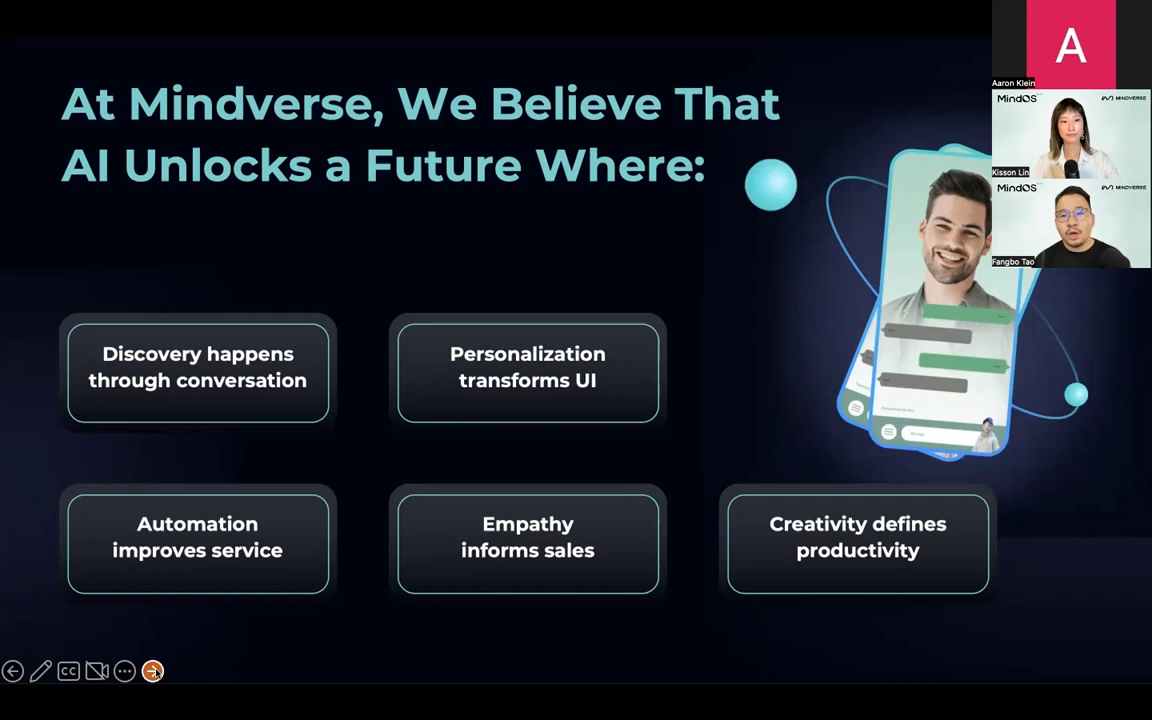 At Mindverse, We Believe That
AI Unlocks a Future Where:
Discovery happens
through conversation
Personalization
transforms UI
Automation
improves service
Empathy
informs sales
Creativity defines
productivity
A
Aaron Klein
MindOS
MINDVERSE
Kisson Lin
MindOS
MINDVERSE
Fangbo Tao
CC